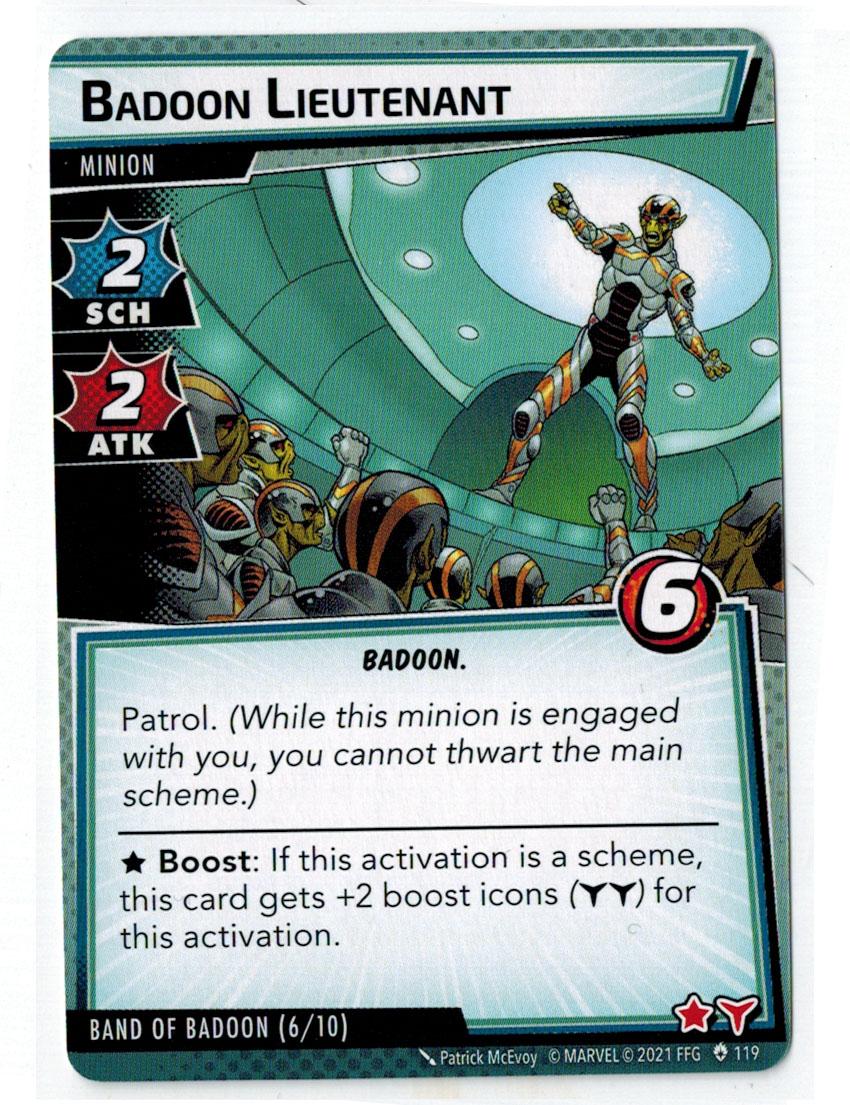 BADOON LIEUTENANT
MINION
2
SCH
2
ATK
6
BADOON.
Patrol. (While this minion is engaged
with you, you cannot thwart the main
scheme.)
★ Boost: If this activation is a scheme,
this card gets +2 boost icons () for
this activation.
BAND OF BADOON (6/10)
Patrick McEvoy © MARVEL © 2021 FFG 119